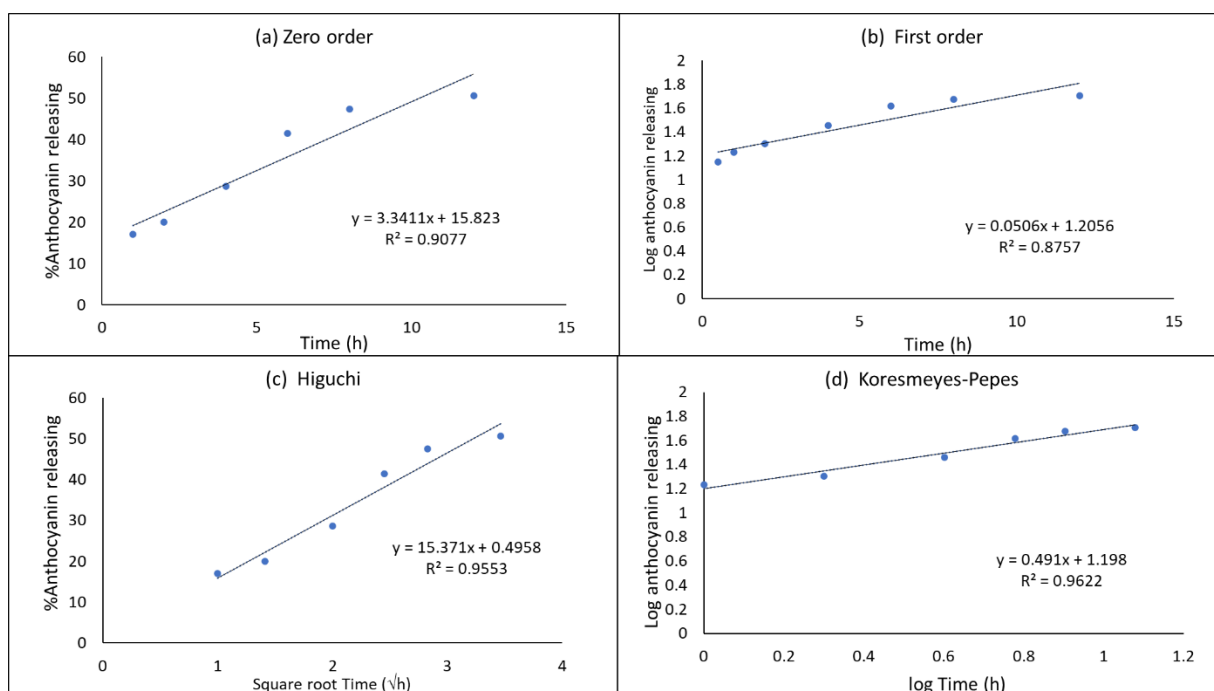 (a) Zero order
60
50
40
30
20
10
0
%Anthocyanin releasing
y = 3.3411x + 15.823
R² = 0.9077
0 5 10 15
Time (h)
(b) First order
2
1.8
1.6
1.4
1.2
1
0.8
0.6
0.4
0.2
0
Log anthocyanin releasing
y = 0.0506x + 1.2056
R² = 0.8757
0 5 10 15
Time (h)
(c) Higuchi
60
50
40
30
20
10
0
%Anthocyanin releasing
y = 15.371x + 0.4958
R² = 0.9553
0 1 2 3 4
Square root Time (√h)
(d) Koresmeyes-Pepes
2
1.8
1.6
1.4
1.2
1
0.8
0.6
0.4
0.2
0
Log anthocyanin releasing
y = 0.491x + 1.198
R² = 0.9622
0 0.2 0.4 0.6 0.8 1 1.2
log Time (h)